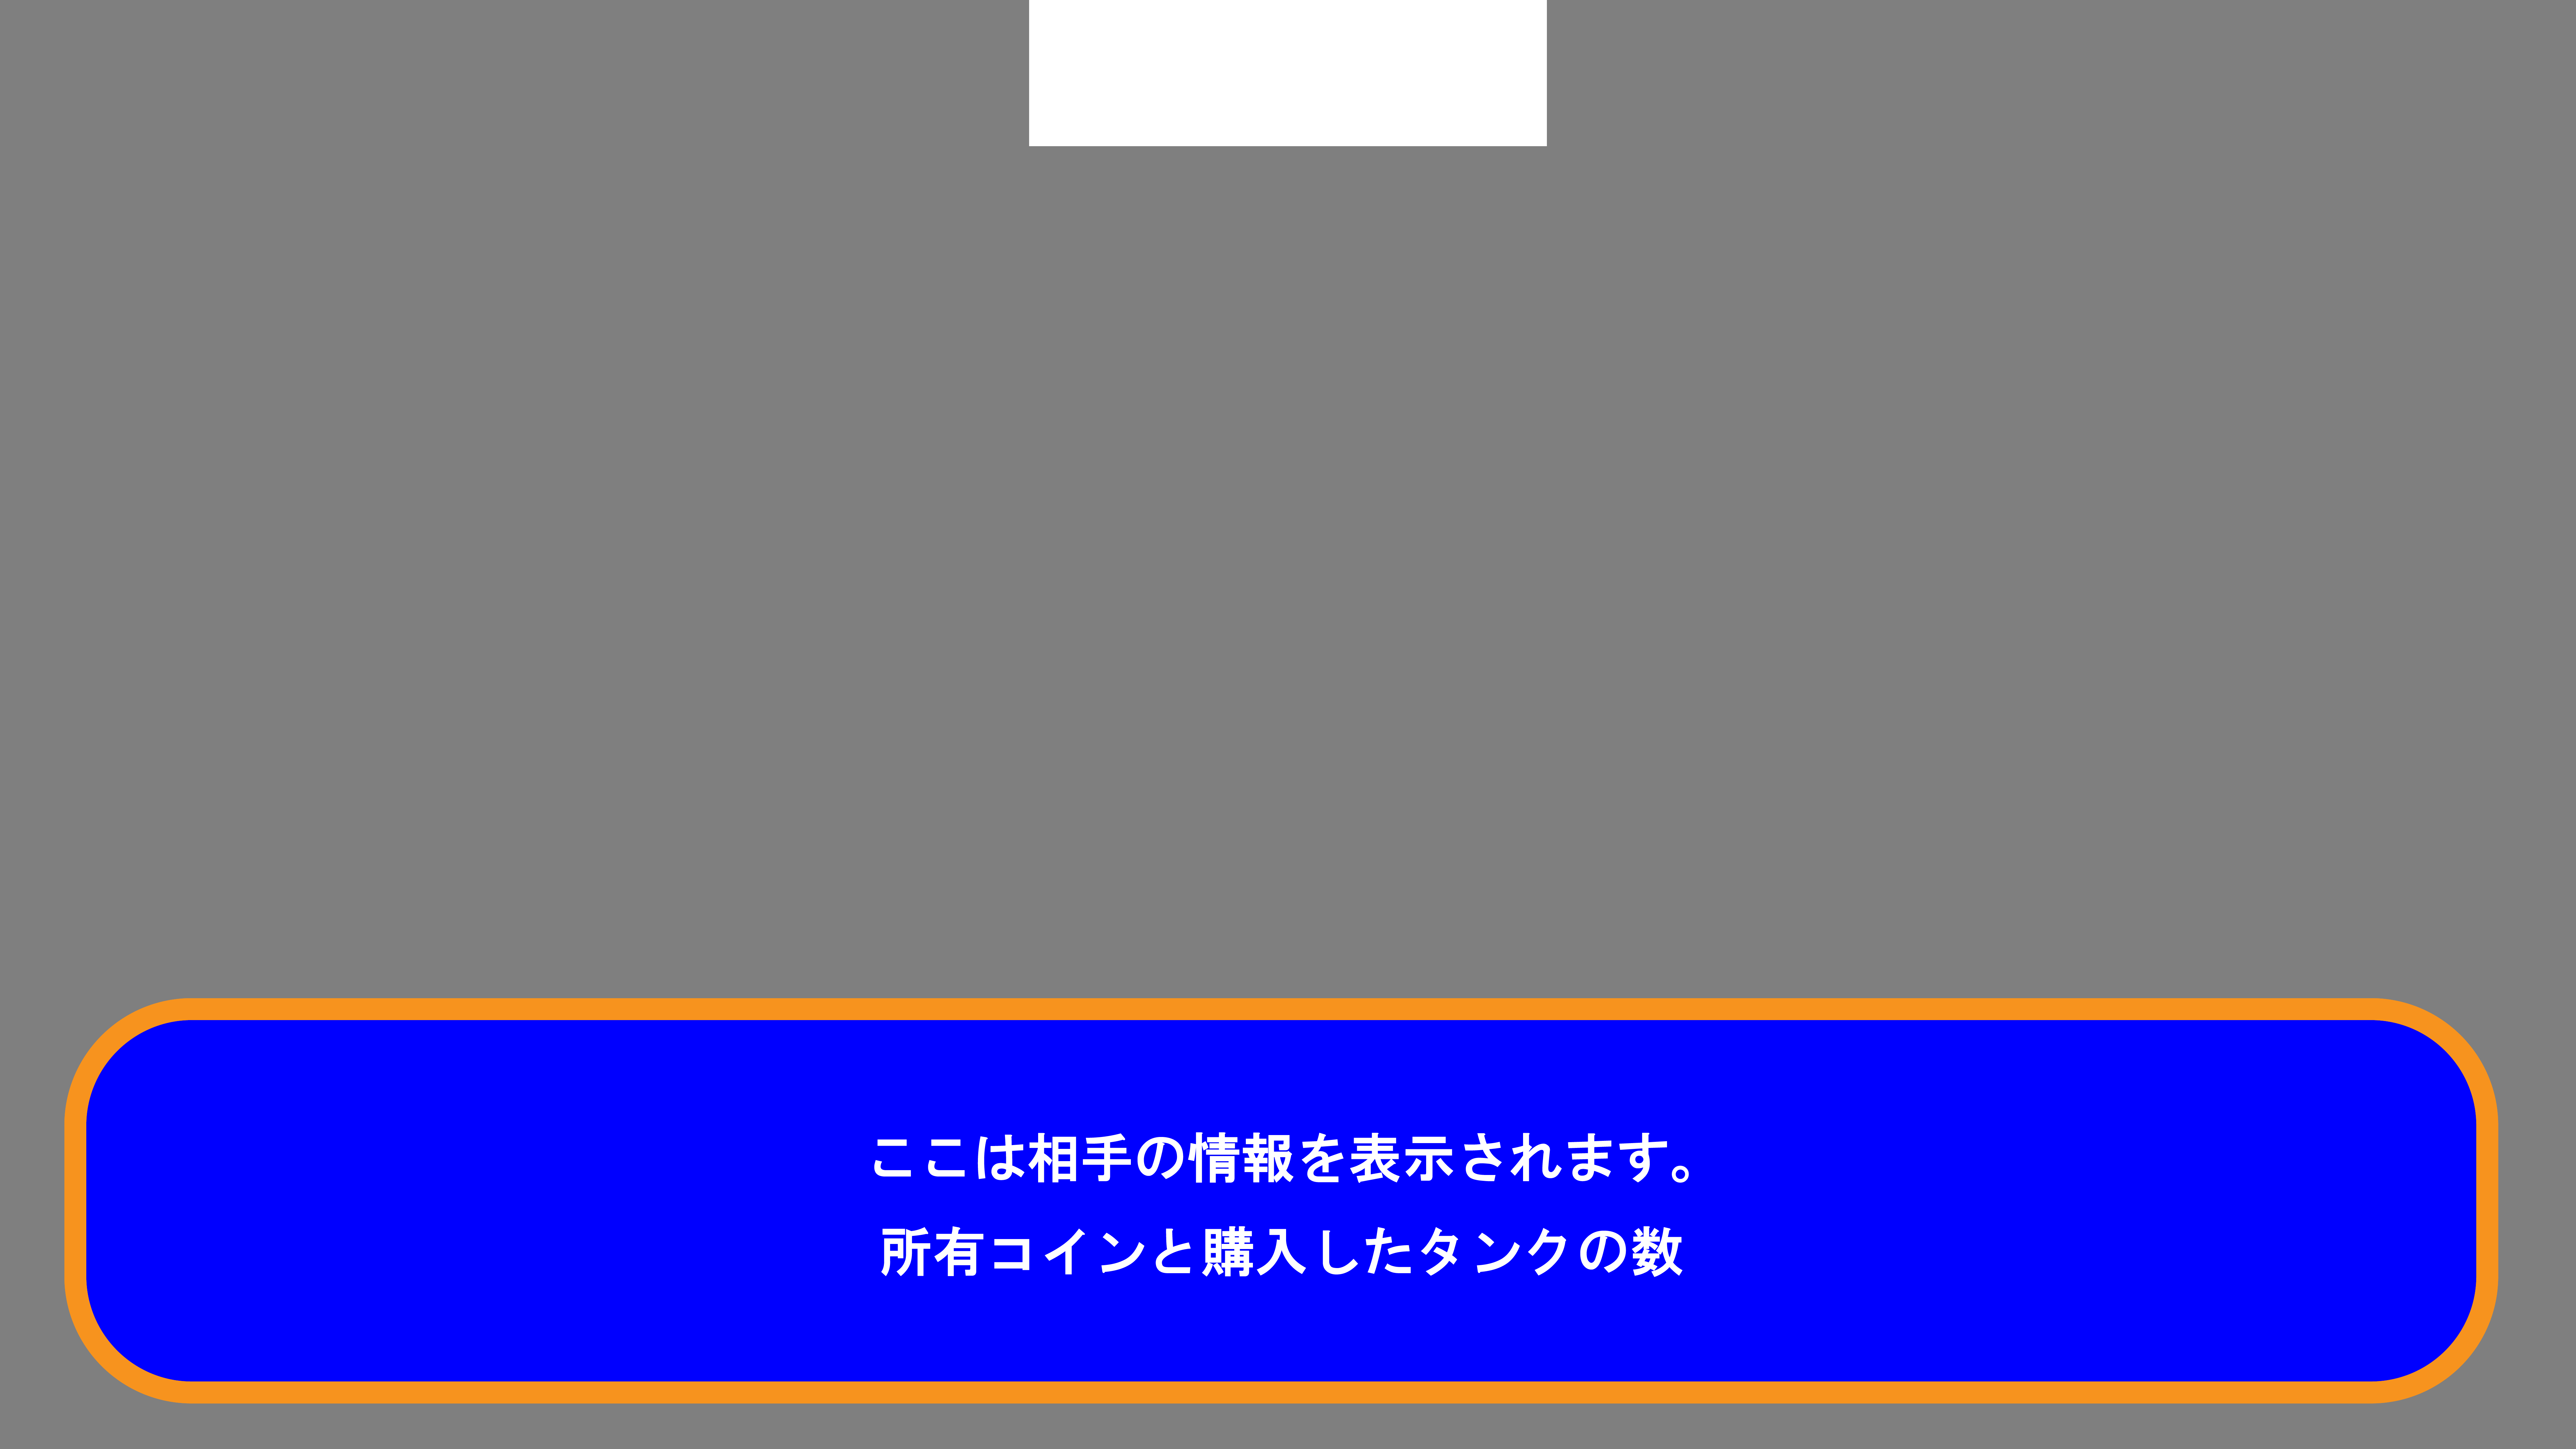 ここは相手の情報を表示されます。
所有コインと購入したタンクの数